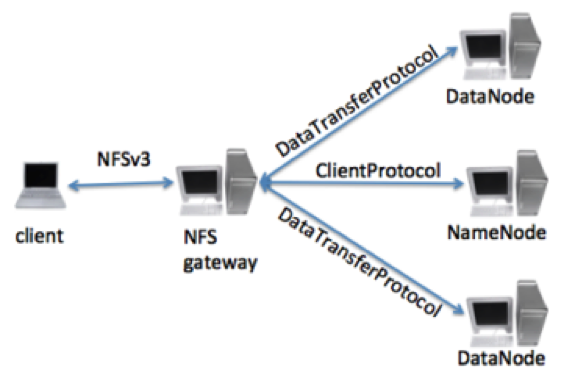 DataTransferProtocol
DataNode
NFSv3
ClientProtocol
client
NFS
gateway
NameNode
DataTransferProtocol
DataNode